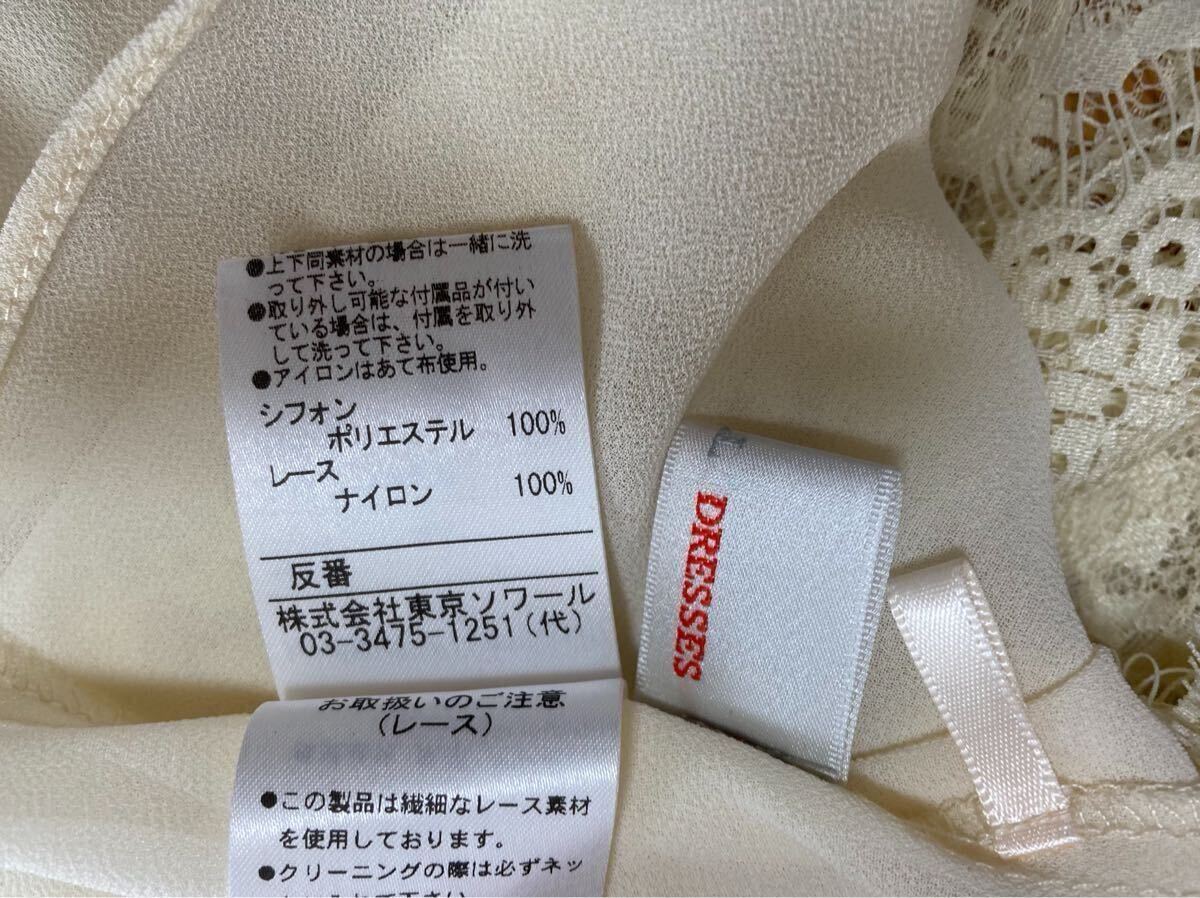 ●上下同素材の場合は一緒に洗
って下さい。
●取り外し可能な付属品が付い
ている場合は、付属を取り外
して洗って下さい。
●アイロンはあて布使用。
シフォン
ポリエステル 100%
レース
ナイロン 100%
反番
株式会社東京ソワール
03-3475-1251(代)
お取扱いのご注意
(レース)
●この製品は繊細なレース素材
を使用しております。
●クリーニングの際は必ずネッ
DRESSES